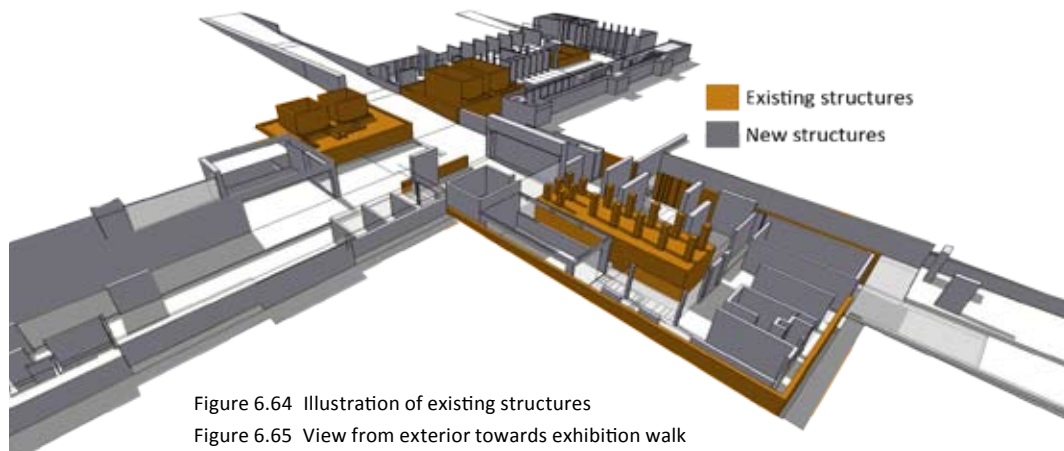 Existing structures
New structures
Figure 6.64 Illustration of existing structures
Figure 6.65 View from exterior towards exhibition walk